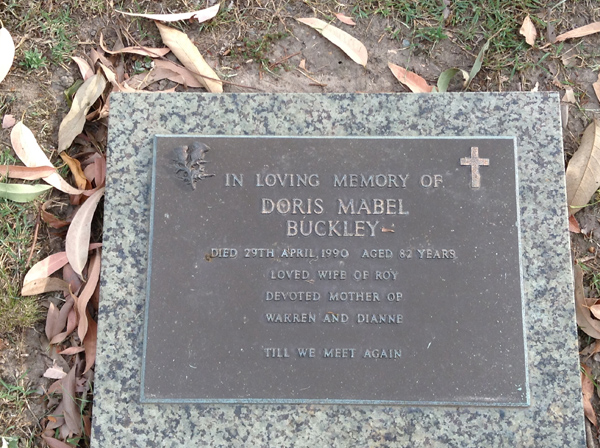 IN LOVING MEMORY OF
DORIS MABEL
BUCKLEY
DIED 29TH APRIL 1990 AGED 82 YEARS
LOVED WIFE OF ROY
DEVOTED MOTHER OF
WARREN AND DIANNE
TILL WE MEET AGAIN